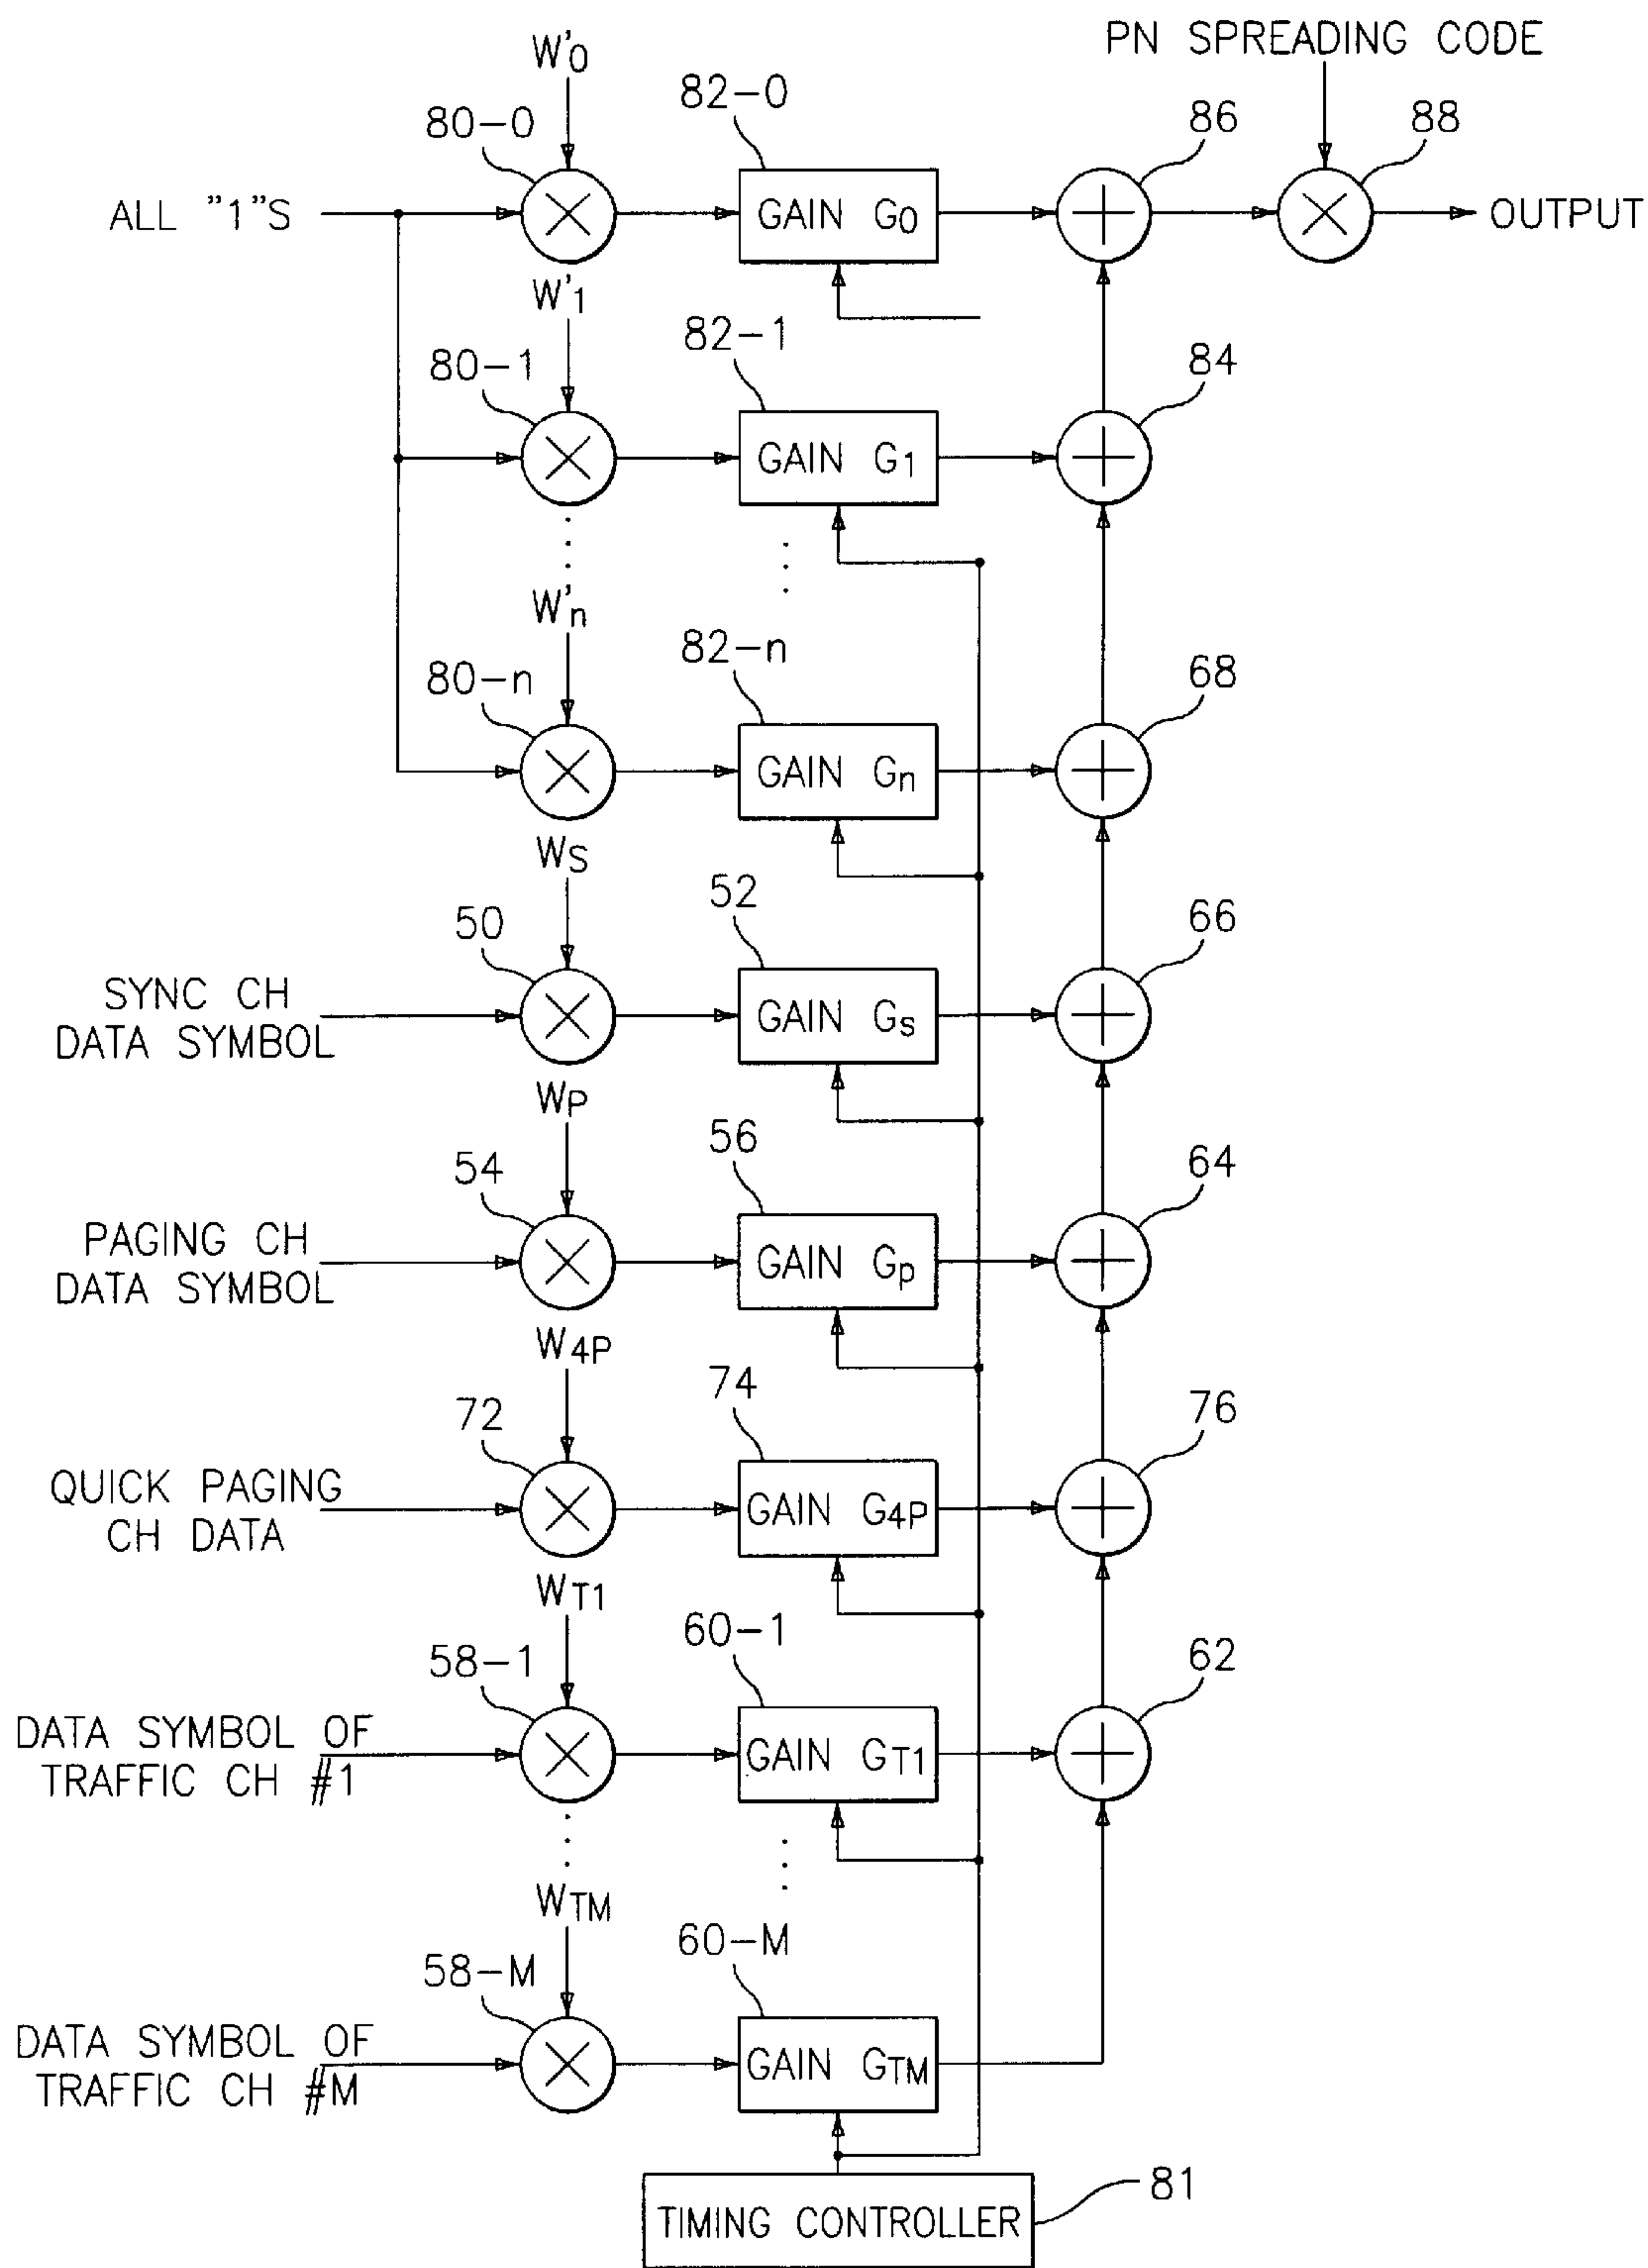 PN SPREADING CODE
W'0
80-0
82-0
86
88
ALL "1"S
GAIN G0
OUTPUT
W'1
80-1
82-1
84
GAIN G1
W'n
80-n
82-n
68
GAIN Gn
WS
50
52
66
SYNC CH
DATA SYMBOL
GAIN Gs
WP
54
56
64
PAGING CH
DATA SYMBOL
GAIN Gp
W4P
72
74
76
QUICK PAGING
CH DATA
GAIN G4P
WT1
58-1
60-1
62
DATA SYMBOL OF
TRAFFIC CH #1
GAIN GT1
WTM
58-M
60-M
DATA SYMBOL OF
TRAFFIC CH #M
GAIN GTM
81
TIMING CONTROLLER